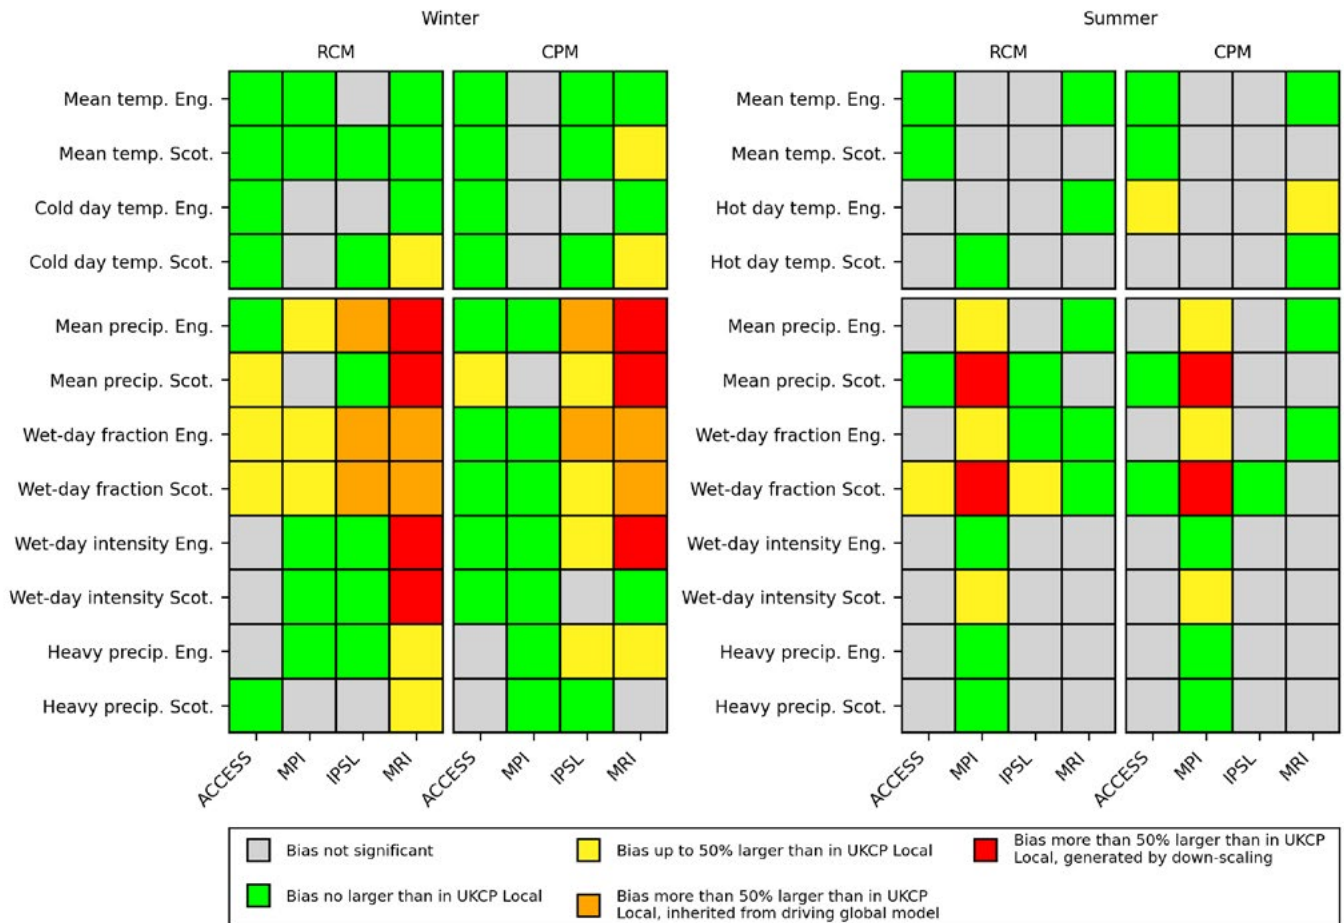 Winter
Summer
RCM
CPM
RCM
CPM
Mean temp. Eng.
Mean temp. Scot.
Cold day temp. Eng.
Cold day temp. Scot.
Mean precip. Eng.
Mean precip. Scot.
Wet-day fraction Eng.
Wet-day fraction Scot.
Wet-day intensity Eng.
Wet-day intensity Scot.
Heavy precip. Eng.
Heavy precip. Scot.
Mean temp. Eng.
Mean temp. Scot.
Hot day temp. Eng.
Hot day temp. Scot.
Mean precip. Eng.
Mean precip. Scot.
Wet-day fraction Eng.
Wet-day fraction Scot.
Wet-day intensity Eng.
Wet-day intensity Scot.
Heavy precip. Eng.
Heavy precip. Scot.
ACCESS
MPI
IPSL
MRI
ACCESS
MPI
IPSL
MRI
ACCESS
MPI
IPSL
MRI
ACCESS
MPI
IPSL
MRI
Bias not significant
Bias no larger than in UKCP Local
Bias up to 50% larger than in UKCP Local
Bias more than 50% larger than in UKCP
Local, inherited from driving global model
Bias more than 50% larger than in UKCP
Local, generated by down-scaling